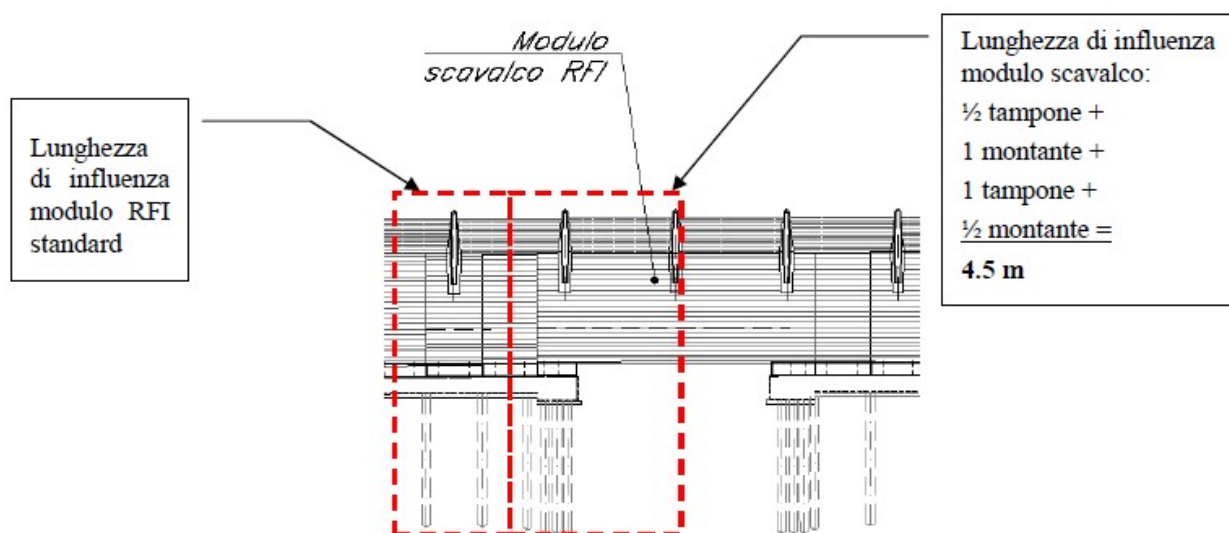 Modulo
scavalco RFI
Lunghezza
di influenza
modulo RFI
standard
Lunghezza di influenza
modulo scavalco:
½ tampone +
1 montante +
1 tampone +
½ montante =
4.5 m